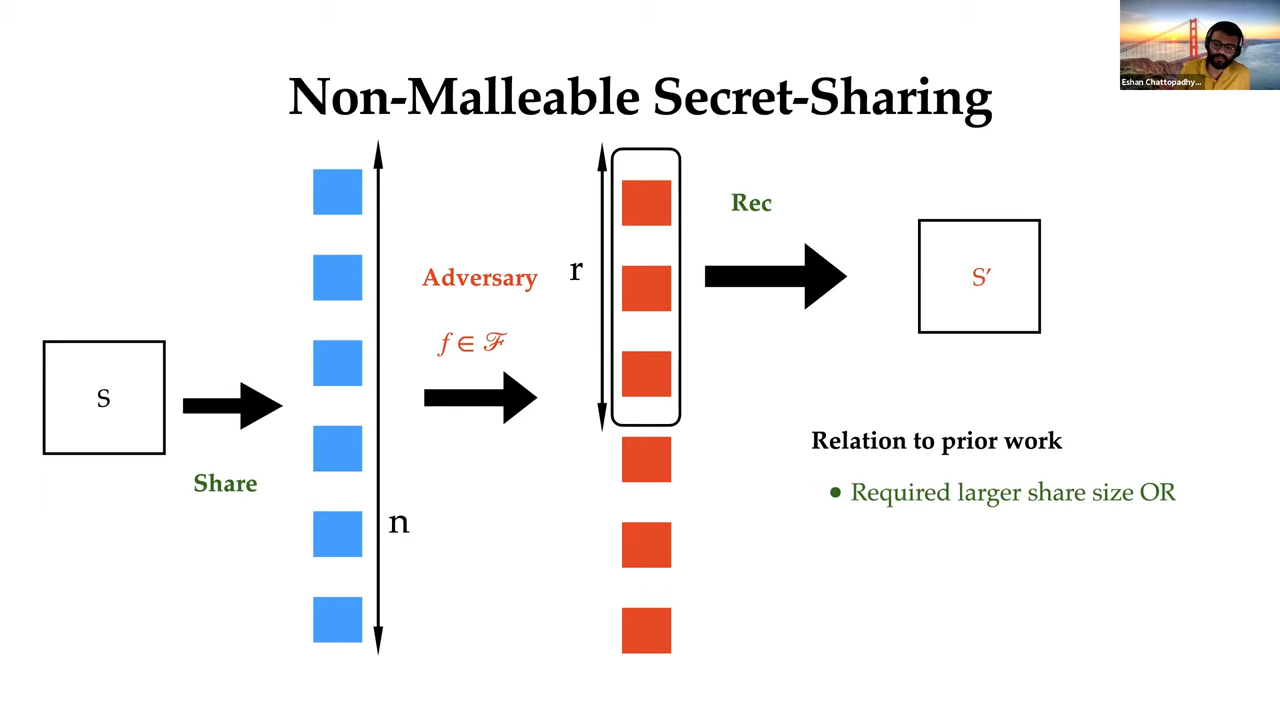 Eshan Chattopadhy...
Non-Malleable Secret-Sharing
S
Share
n
Adversary
f ∈ ℱ
r
Rec
S′
Relation to prior work
• Required larger share size OR